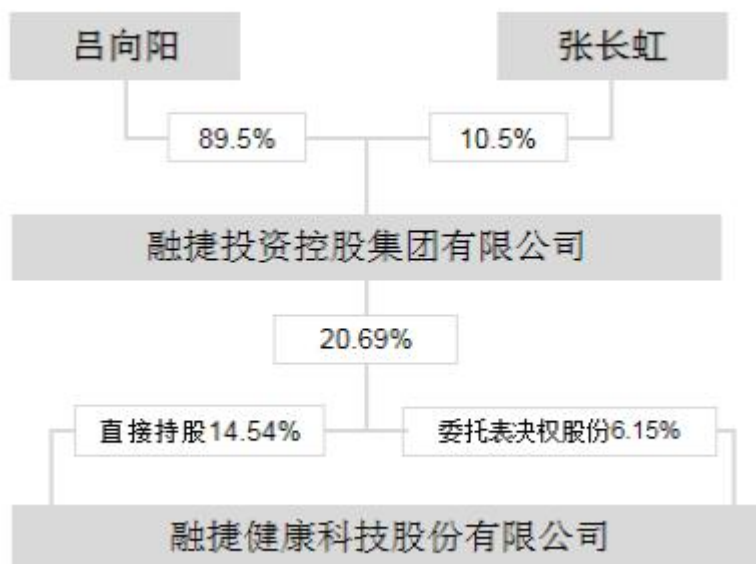 吕向阳
张长虹
89.5%
10.5%
融捷投资控股集团有限公司
20.69%
直接持股14.54%
委托表决权股份6.15%
融捷健康科技股份有限公司